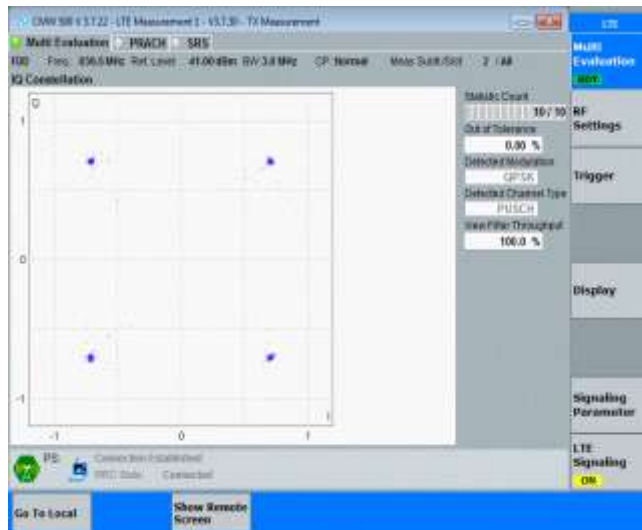 CMW 500 V 3.7.22 - LTE Measurement 1 - V3.7.30 - TX Measurement
LTE
Multi Evaluation PRACH SRS
FDD Freq.: 836.5 MHz Ref. Level: 41.00 dBm BW: 3.0 MHz CP: Normal Meas Subfr./Slot 2 / All
IQ Constellation
Multi
Evaluation
RDY
Q
Statistic Count
10 / 10
RF
Settings
1
Out of Tolerance
0.00 %
Detected Modulation
QPSK
Trigger
Detected Channel Type
PUSCH
View Filter Throughput
100.0 %
0
Display
-1
I
-1 0 1
Signaling
Parameter
PS:
Connection Established
RRC State: Connected
LTE
Signaling
ON
Go To Local
Show Remote
Screen